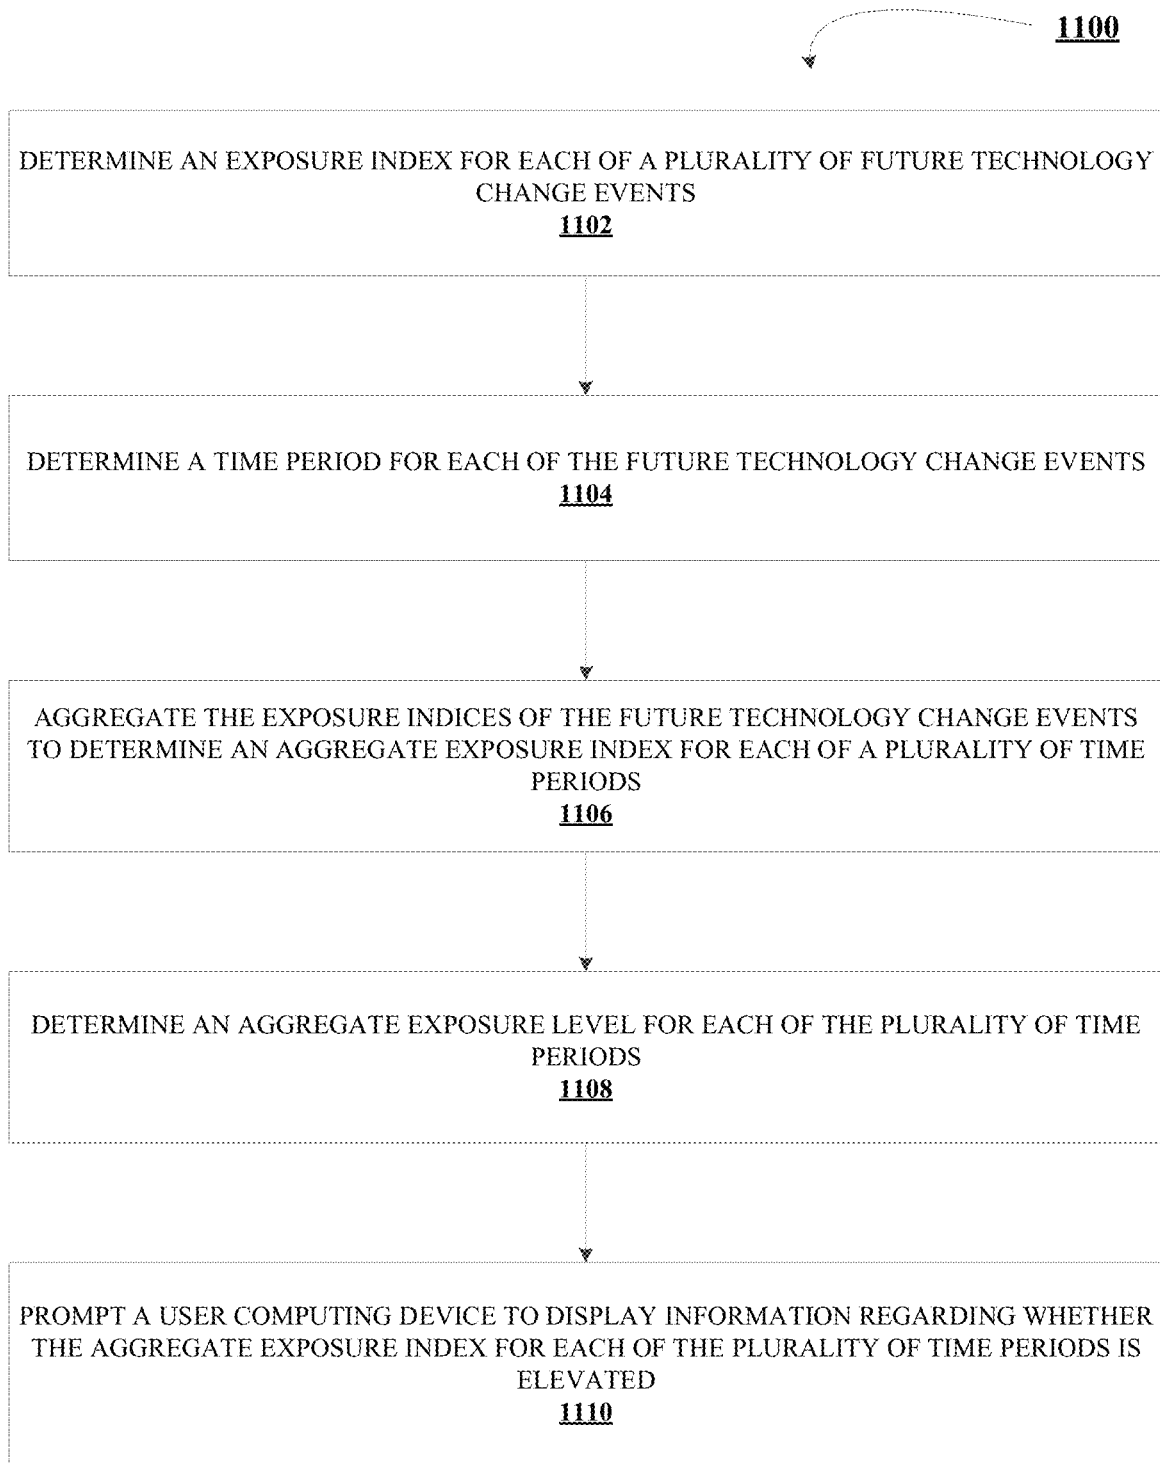 1100
DETERMINE AN EXPOSURE INDEX FOR EACH OF A PLURALITY OF FUTURE TECHNOLOGY
CHANGE EVENTS
1102
DETERMINE A TIME PERIOD FOR EACH OF THE FUTURE TECHNOLOGY CHANGE EVENTS
1104
AGGREGATE THE EXPOSURE INDICES OF THE FUTURE TECHNOLOGY CHANGE EVENTS
TO DETERMINE AN AGGREGATE EXPOSURE INDEX FOR EACH OF A PLURALITY OF TIME
PERIODS
1106
DETERMINE AN AGGREGATE EXPOSURE LEVEL FOR EACH OF THE PLURALITY OF TIME
PERIODS
1108
PROMPT A USER COMPUTING DEVICE TO DISPLAY INFORMATION REGARDING WHETHER
THE AGGREGATE EXPOSURE INDEX FOR EACH OF THE PLURALITY OF TIME PERIODS IS
ELEVATED
1110